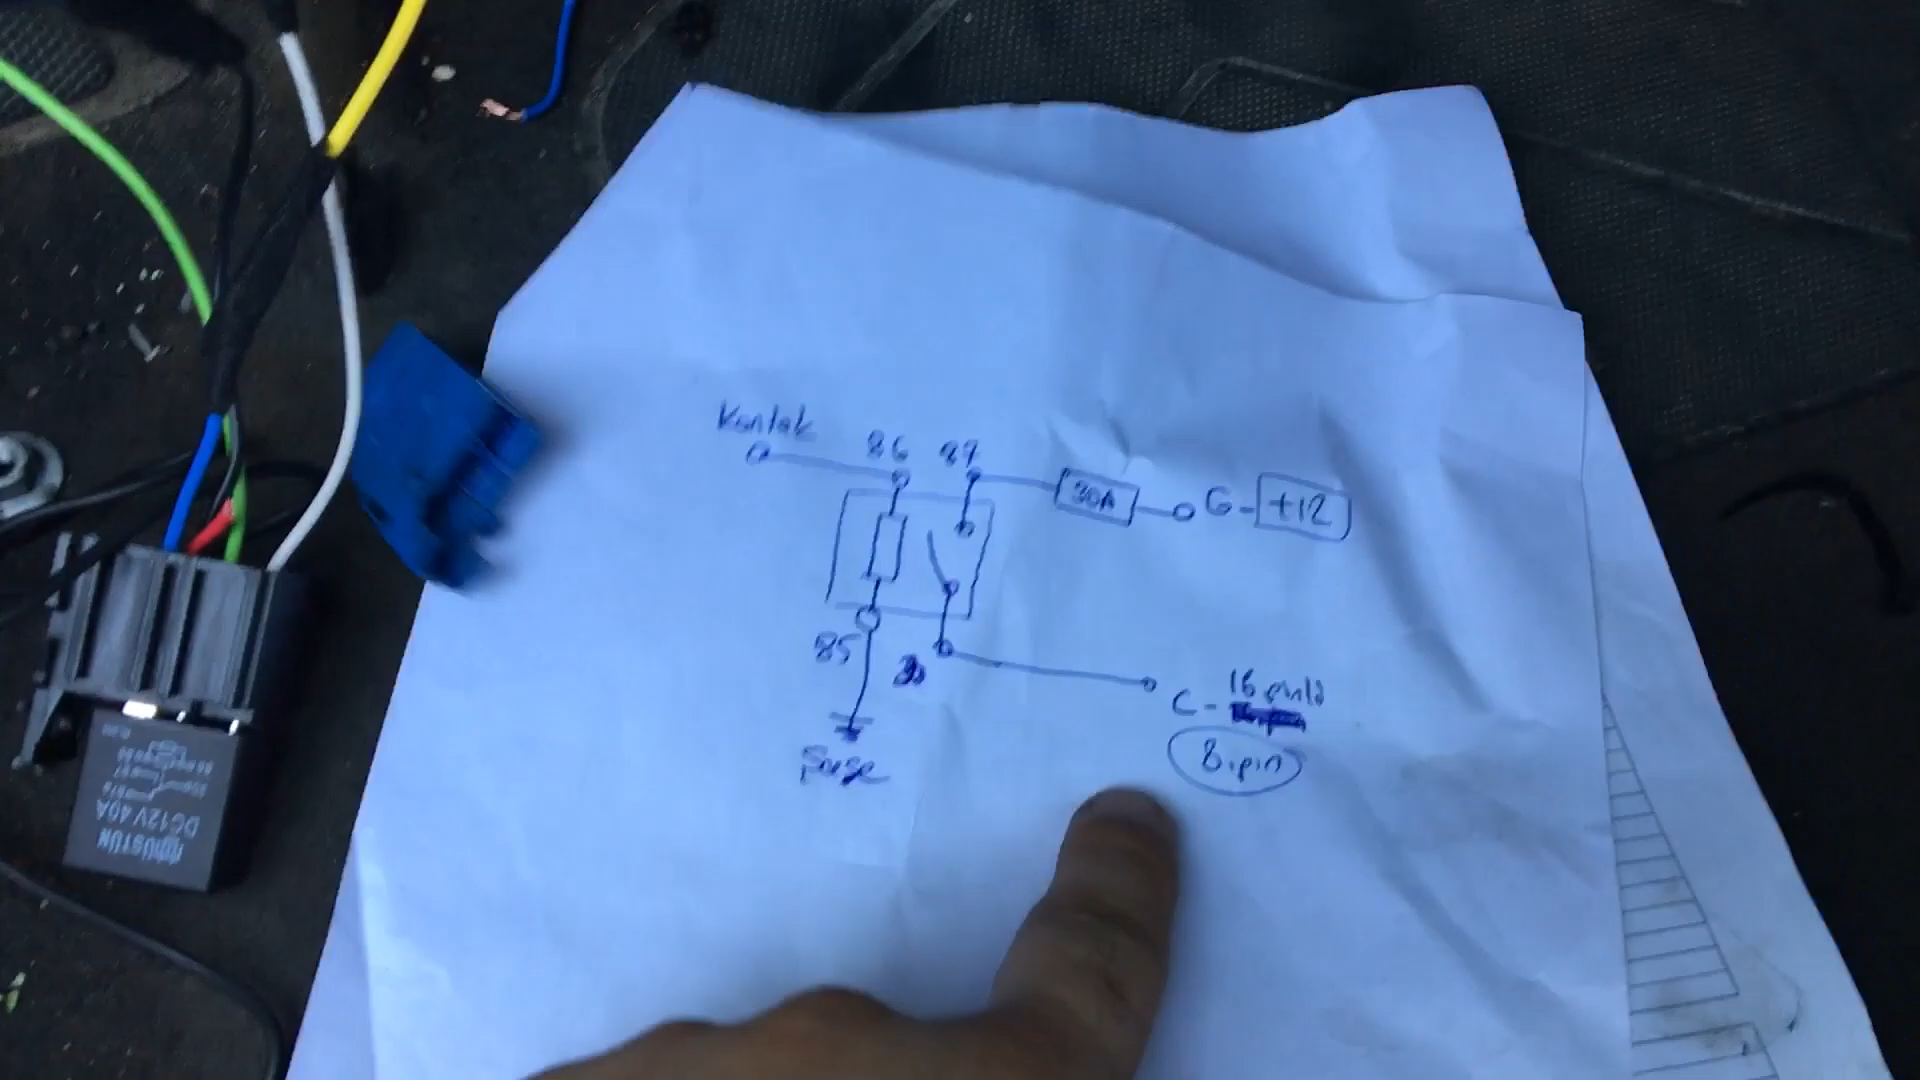 Kontak
86 87
30A
G - +12
85
30
C - 16 pinli
8.pin
Şase
DC12V 40A